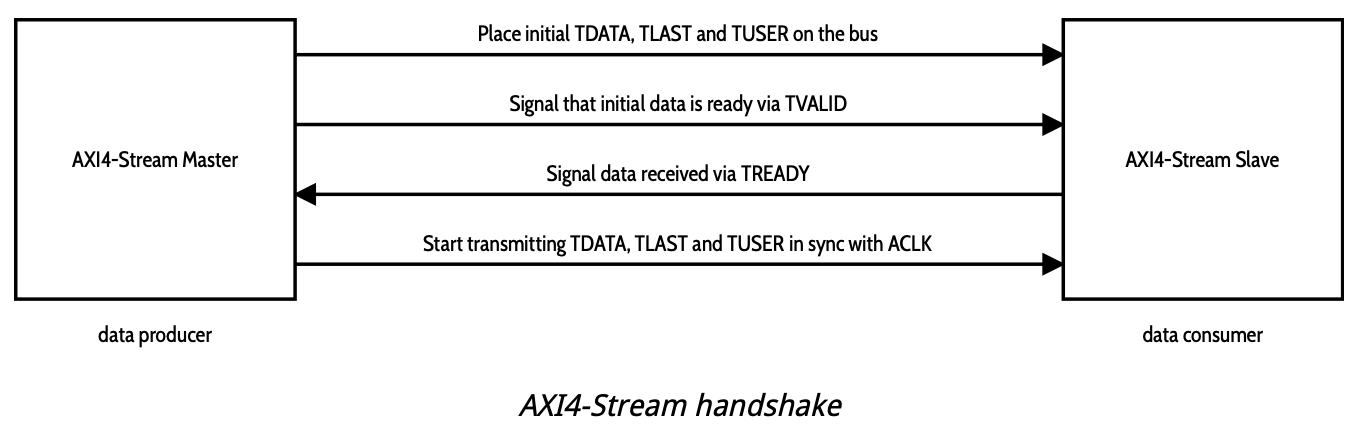 Place initial TDATA, TLAST and TUSER on the bus
Signal that initial data is ready via TVALID
AXI4-Stream Master
AXI4-Stream Slave
Signal data received via TREADY
Start transmitting TDATA, TLAST and TUSER in sync with ACLK
data producer
data consumer
AXI4-Stream handshake